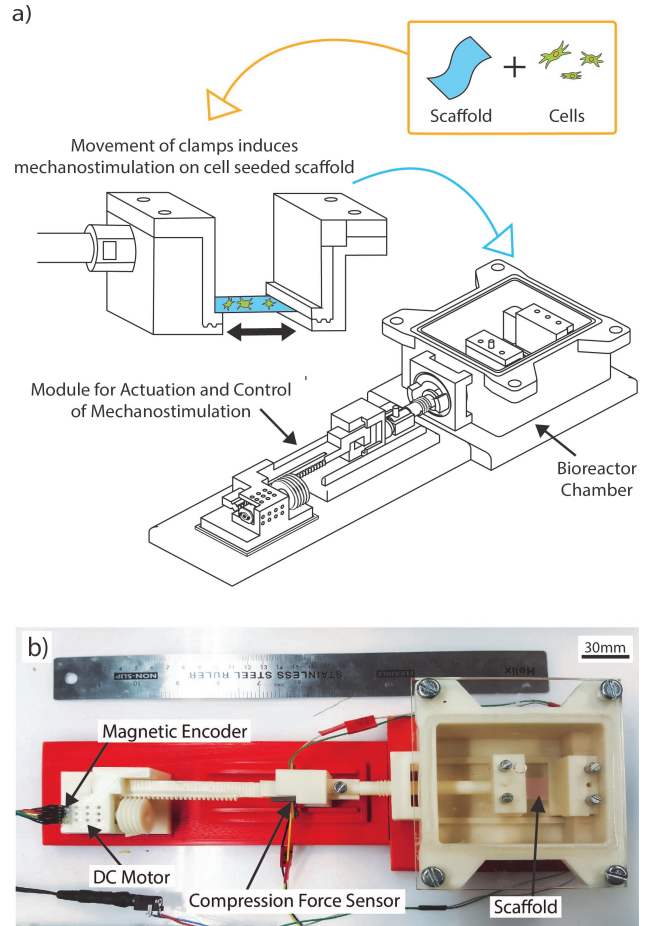 a)
Scaffold
Cells
Movement of clamps induces
mechanostimulation on cell seeded scaffold
Module for Actuation and Control
of Mechanostimulation
Bioreactor
Chamber
b)
30mm
Helix
FLEXIBLE
STAINLESS STEEL RULER
NON-SLIP
Magnetic Encoder
DC Motor
Compression Force Sensor
Scaffold